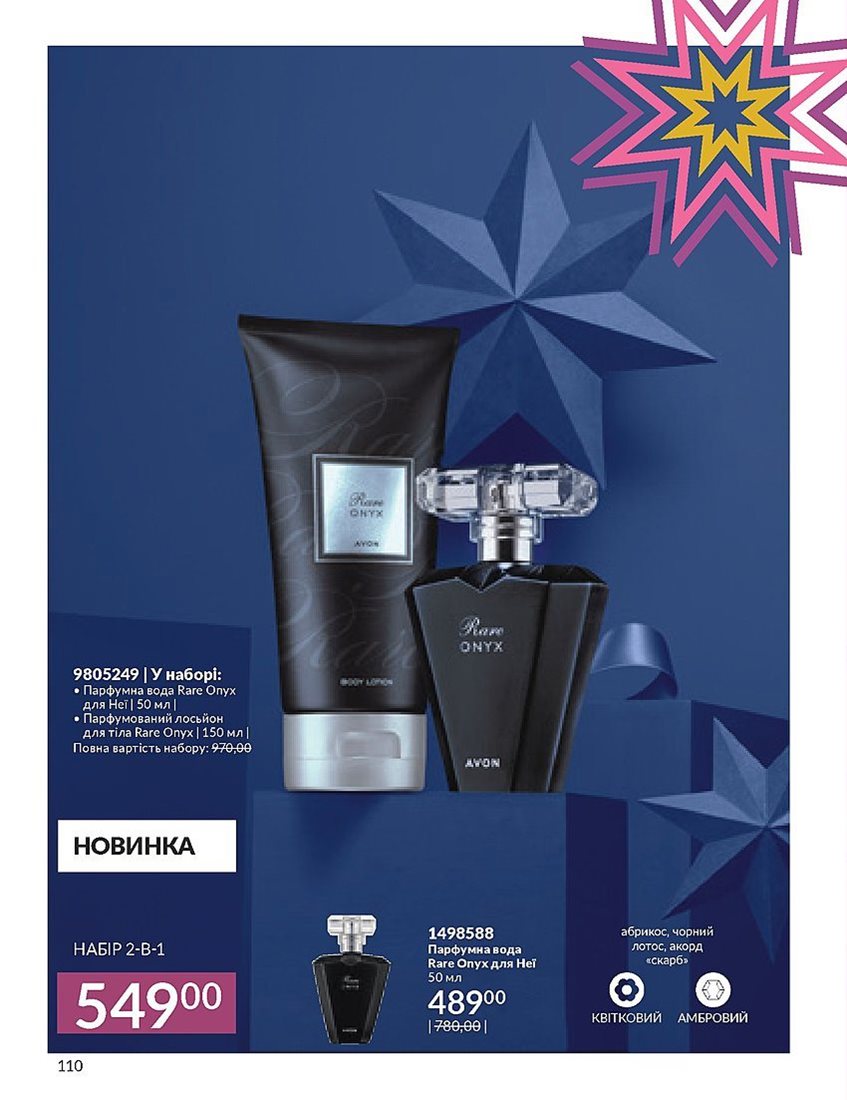 Rare
ONYX
AVON
BODY LOTION
Rare
ONYX
AVON
9805249 | У наборі:
• Парфумна вода Rare Onyx
для Неї | 50 мл |
• Парфумований лосьйон
для тіла Rare Onyx | 150 мл |
Повна вартість набору: 970,00
НОВИНКА
НАБІР 2-В-1
54900
1498588
Парфумна вода
Rare Onyx для Неї
50 мл
48900
| 780,00 |
абрикос, чорний
лотос, акорд
«скарб»
КВІТКОВИЙ
АМБРОВИЙ
110